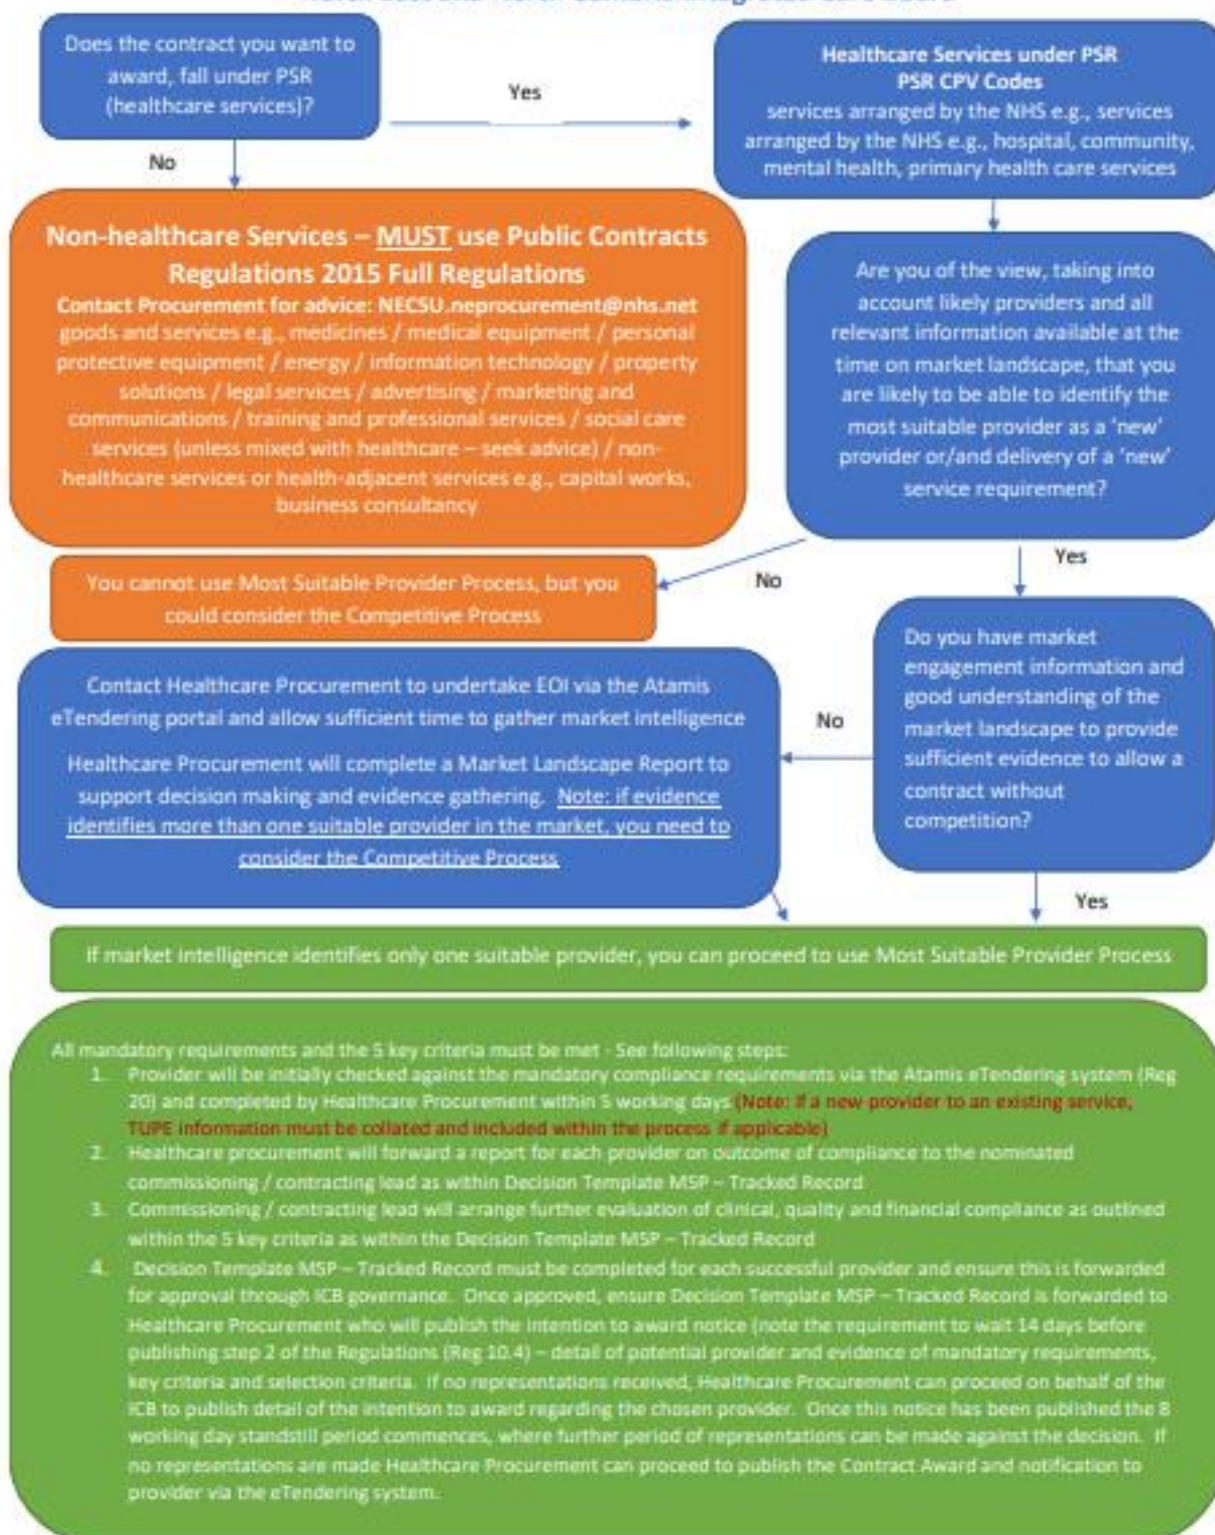 North East and North Cumbria Integrated Care Board
Does the contract you want to
award, fall under PSR
(healthcare services)?
Yes
Healthcare Services under PSR
PSR CPV Codes
services arranged by the NHS e.g., services
arranged by the NHS e.g., hospital, community,
mental health, primary health care services
No
Non-healthcare Services – MUST use Public Contracts
Regulations 2015 Full Regulations
Contact Procurement for advice: NECSU.neprocurement@nhs.net
goods and services e.g., medicines / medical equipment / personal
protective equipment / energy / information technology / property
solutions / legal services / advertising / marketing and
communications / training and professional services / social care
services (unless mixed with healthcare – seek advice) / non-
healthcare services or health-adjacent services e.g., capital works,
business consultancy
Are you of the view, taking into
account likely providers and all
relevant information available at the
time on market landscape, that you
are likely to be able to identify the
most suitable provider as a 'new'
provider or/and delivery of a 'new'
service requirement?
No
Yes
You cannot use Most Suitable Provider Process, but you
could consider the Competitive Process
Do you have market
engagement information and
good understanding of the
market landscape to provide
sufficient evidence to allow a
contract without
competition?
No
Contact Healthcare Procurement to undertake EOI via the Atamis
eTendering portal and allow sufficient time to gather market intelligence
Healthcare Procurement will complete a Market Landscape Report to
support decision making and evidence gathering. Note: if evidence
identifies more than one suitable provider in the market, you need to
consider the Competitive Process
Yes
If market intelligence identifies only one suitable provider, you can proceed to use Most Suitable Provider Process
All mandatory requirements and the 5 key criteria must be met - See following steps:
1. Provider will be initially checked against the mandatory compliance requirements via the Atamis eTendering system (Reg
20) and completed by Healthcare Procurement within 5 working days (Note: if a new provider to an existing service,
TUPE information must be collated and included within the process if applicable)
2. Healthcare procurement will forward a report for each provider on outcome of compliance to the nominated
commissioning / contracting lead as within Decision Template MSP – Tracked Record
3. Commissioning / contracting lead will arrange further evaluation of clinical, quality and financial compliance as outlined
within the 5 key criteria as within the Decision Template MSP – Tracked Record
4. Decision Template MSP – Tracked Record must be completed for each successful provider and ensure this is forwarded
for approval through ICB governance. Once approved, ensure Decision Template MSP – Tracked Record is forwarded to
Healthcare Procurement who will publish the intention to award notice (note the requirement to wait 14 days before
publishing step 2 of the Regulations (Reg 10.4) – detail of potential provider and evidence of mandatory requirements,
key criteria and selection criteria. If no representations received, Healthcare Procurement can proceed on behalf of the
ICB to publish detail of the intention to award regarding the chosen provider. Once this notice has been published the 8
working day standstill period commences, where further period of representations can be made against the decision. If
no representations are made Healthcare Procurement can proceed to publish the Contract Award and notification to
provider via the eTendering system.